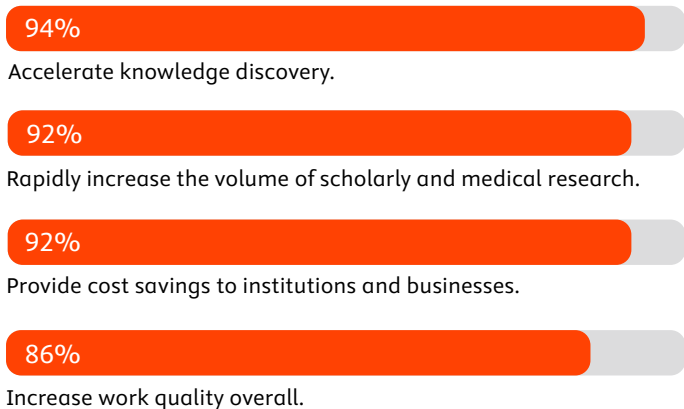 94%
Accelerate knowledge discovery.
92%
Rapidly increase the volume of scholarly and medical research.
92%
Provide cost savings to institutions and businesses.
86%
Increase work quality overall.